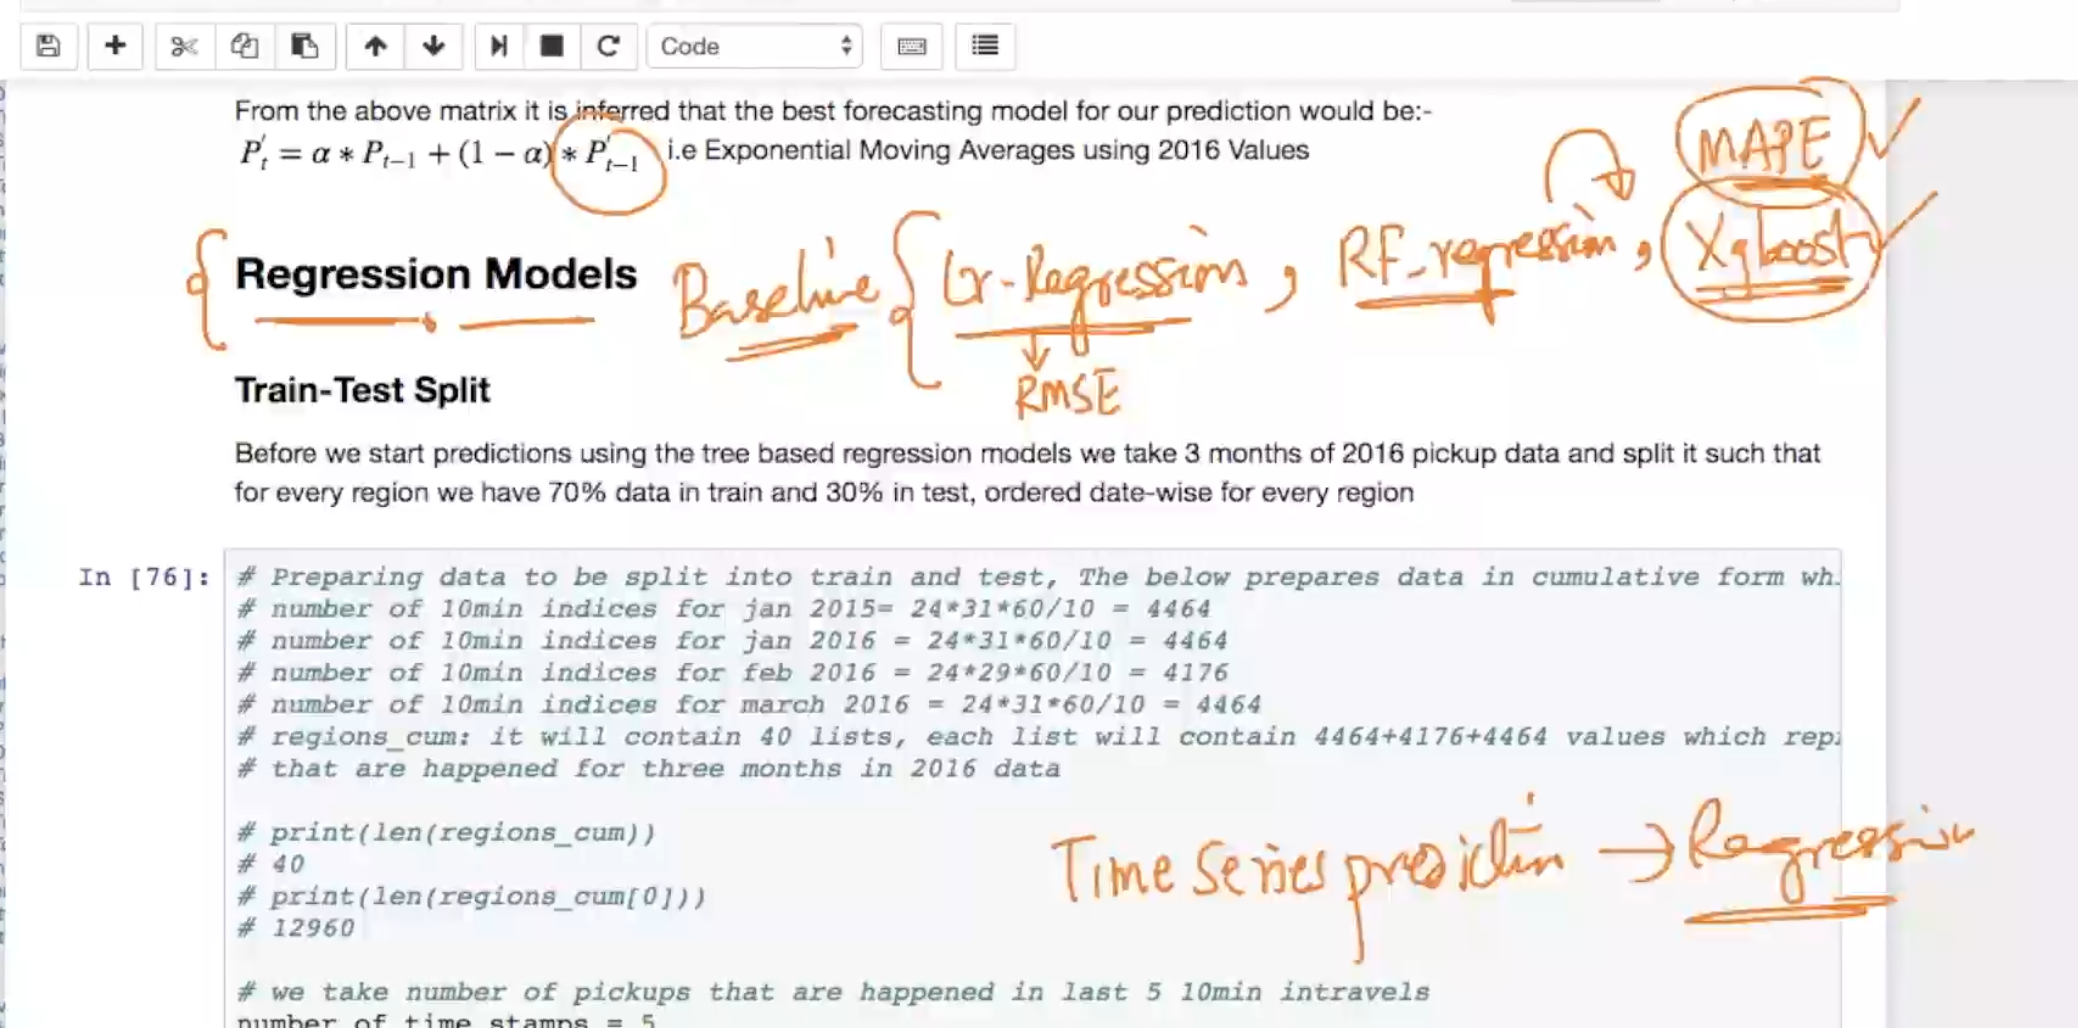 Code
From the above matrix it is inferred that the best forecasting model for our prediction would be:-
P′t = α ∗ Pt−1 + (1 − α) ∗ P′t−1 i.e Exponential Moving Averages using 2016 Values
MAPE
Regression Models Baseline { Lr-Regression, RF-regression, Xgboost
RMSE
Train-Test Split
Before we start predictions using the tree based regression models we take 3 months of 2016 pickup data and split it such that
for every region we have 70% data in train and 30% in test, ordered date-wise for every region
In [76]: # Preparing data to be split into train and test, The below prepares data in cumulative form wh
# number of 10min indices for jan 2015= 24*31*60/10 = 4464
# number of 10min indices for jan 2016 = 24*31*60/10 = 4464
# number of 10min indices for feb 2016 = 24*29*60/10 = 4176
# number of 10min indices for march 2016 = 24*31*60/10 = 4464
# regions_cum: it will contain 40 lists, each list will contain 4464+4176+4464 values which rep
# that are happened for three months in 2016 data
# print(len(regions_cum))
# 40
# print(len(regions_cum[0]))
# 12960
Time Series prediction → Regression
# we take number of pickups that are happened in last 5 10min intravels
number of time stamps = 5